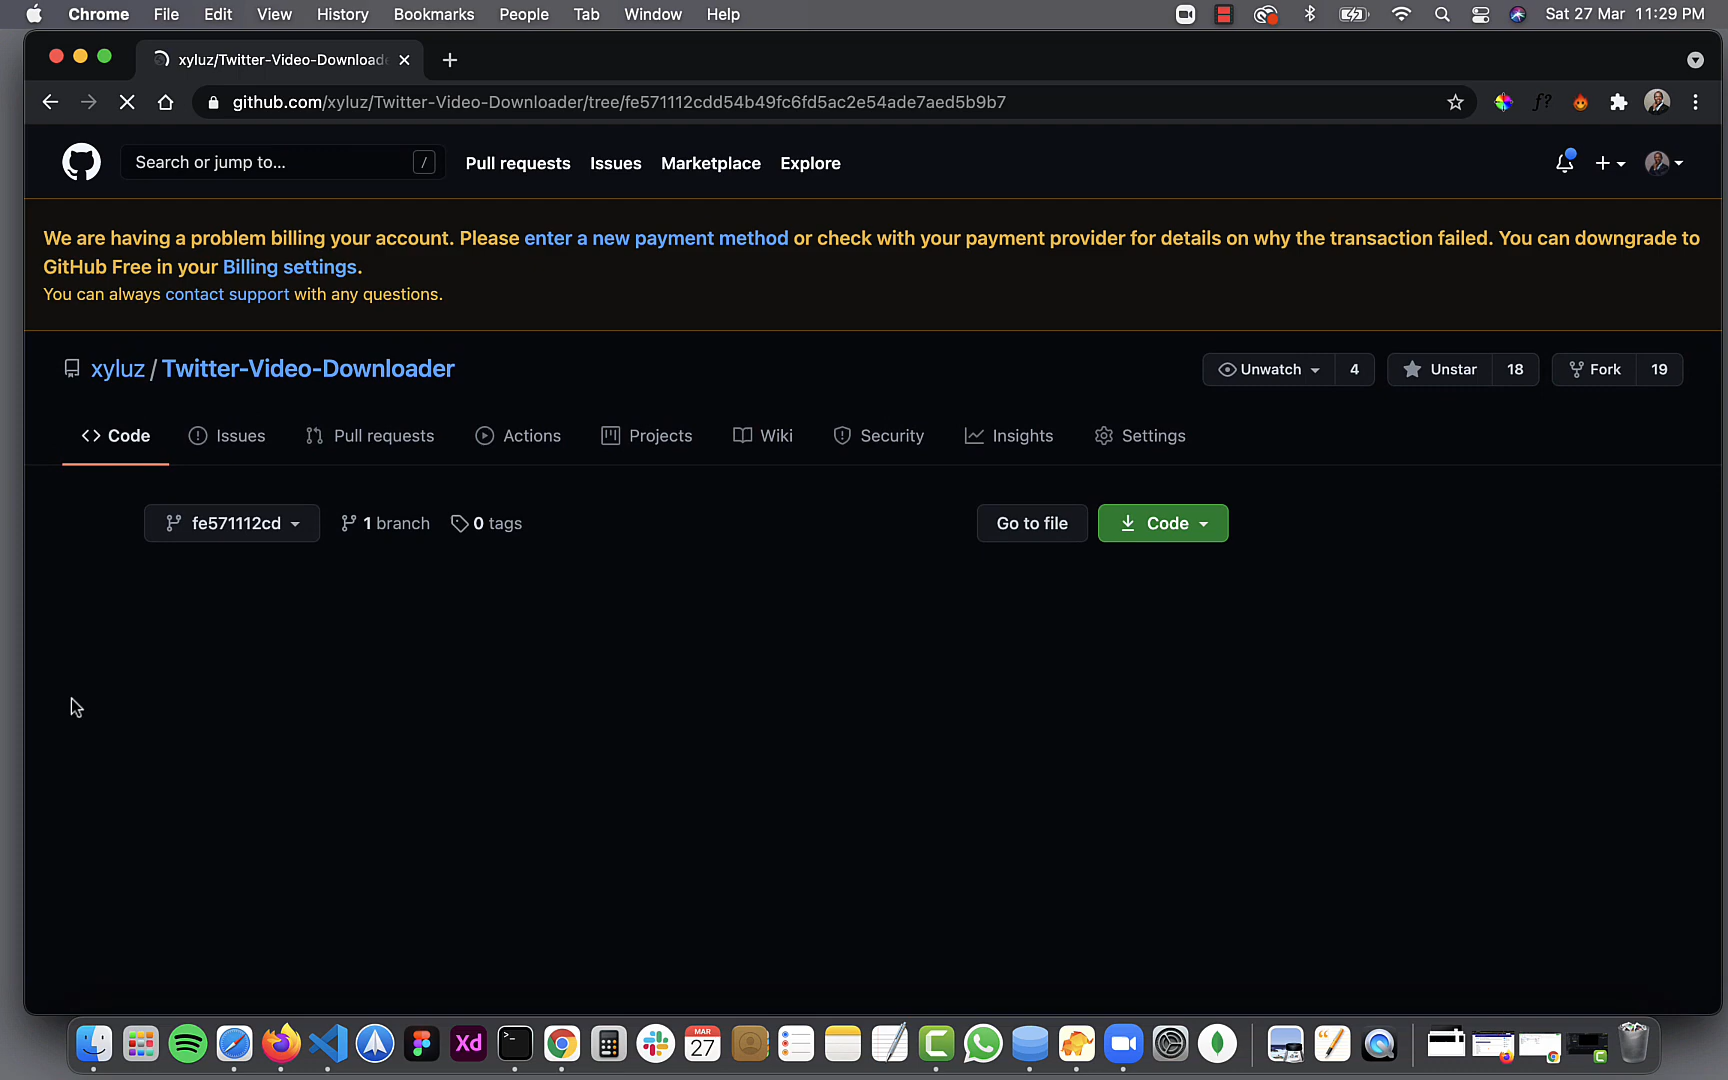 Chrome File Edit View History Bookmarks People Tab Window Help Sat 27 Mar 11:29 PM
xyluz/Twitter-Video-Download
github.com/xyluz/Twitter-Video-Downloader/tree/fe571112cdd54b49fc6fd5ac2e54ade7aed5b9b7 f?
Search or jump to... / Pull requests Issues Marketplace Explore
We are having a problem billing your account. Please enter a new payment method or check with your payment provider for details on why the transaction failed. You can downgrade to
GitHub Free in your Billing settings.
You can always contact support with any questions.
xyluz / Twitter-Video-Downloader Unwatch 4 Unstar 18 Fork 19
Code Issues Pull requests Actions Projects Wiki Security Insights Settings
fe571112cd 1 branch 0 tags Go to file Code
Xd >_ MAR
27